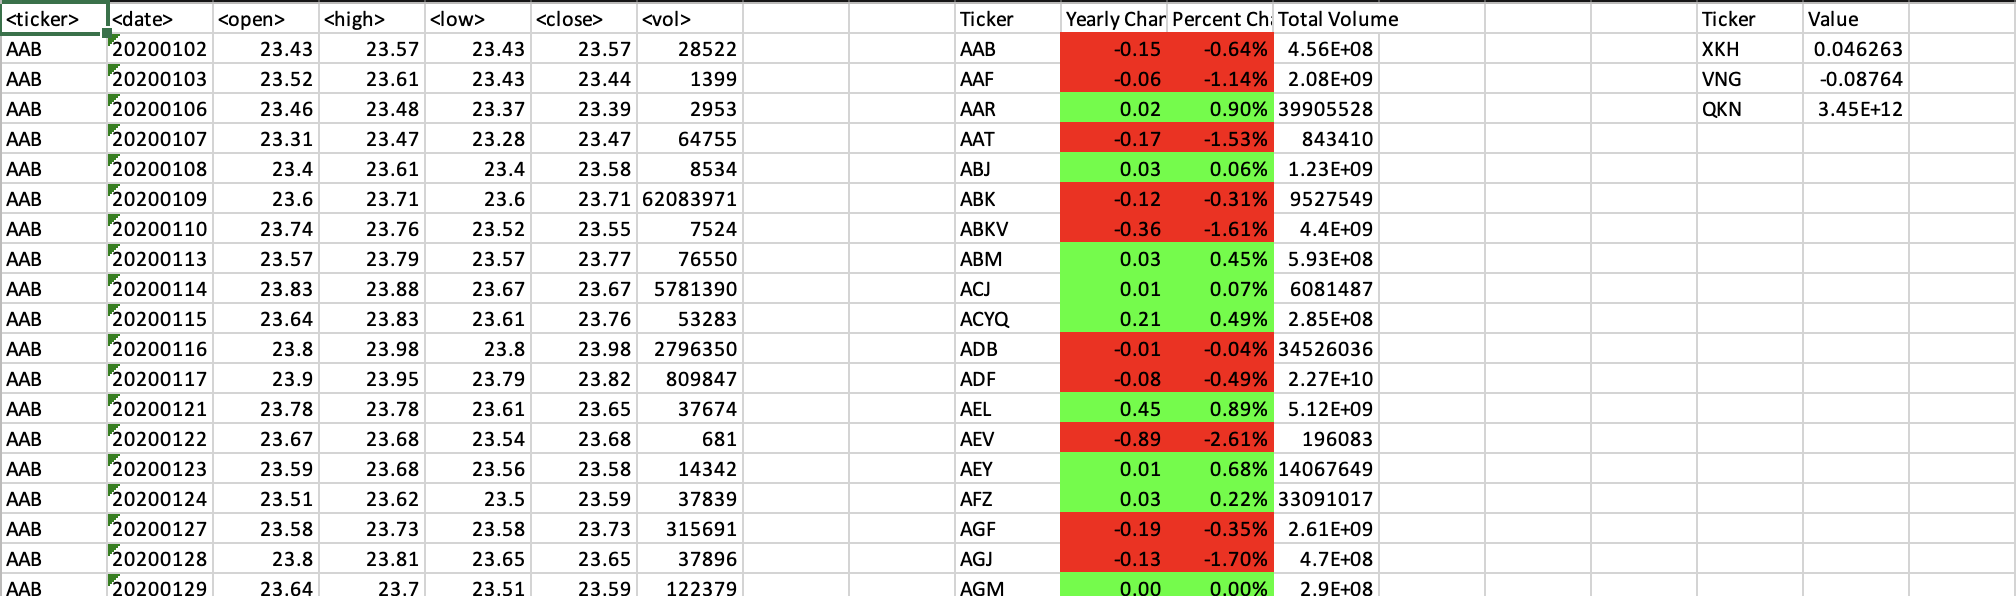 <ticker> <date> <open> <high> <low> <close> <vol> Ticker Yearly Char Percent Ch Total Volume Ticker Value
AAB 20200102 23.43 23.57 23.43 23.57 28522 AAB -0.15 -0.64% 4.56E+08 XKH 0.046263
AAB 20200103 23.52 23.61 23.43 23.44 1399 AAF -0.06 -1.14% 2.08E+09 VNG -0.08764
AAB 20200106 23.46 23.48 23.37 23.39 2953 AAR 0.02 0.90% 39905528 QKN 3.45E+12
AAB 20200107 23.31 23.47 23.28 23.47 64755 AAT -0.17 -1.53% 843410
AAB 20200108 23.4 23.61 23.4 23.58 8534 ABJ 0.03 0.06% 1.23E+09
AAB 20200109 23.6 23.71 23.6 23.71 62083971 ABK -0.12 -0.31% 9527549
AAB 20200110 23.74 23.76 23.52 23.55 7524 ABKV -0.36 -1.61% 4.4E+09
AAB 20200113 23.57 23.79 23.57 23.77 76550 ABM 0.03 0.45% 5.93E+08
AAB 20200114 23.83 23.88 23.67 23.67 5781390 ACJ 0.01 0.07% 6081487
AAB 20200115 23.64 23.83 23.61 23.76 53283 ACYQ 0.21 0.49% 2.85E+08
AAB 20200116 23.8 23.98 23.8 23.98 2796350 ADB -0.01 -0.04% 34526036
AAB 20200117 23.9 23.95 23.79 23.82 809847 ADF -0.08 -0.49% 2.27E+10
AAB 20200121 23.78 23.78 23.61 23.65 37674 AEL 0.45 0.89% 5.12E+09
AAB 20200122 23.67 23.68 23.54 23.68 681 AEV -0.89 -2.61% 196083
AAB 20200123 23.59 23.68 23.56 23.58 14342 AEY 0.01 0.68% 14067649
AAB 20200124 23.51 23.62 23.5 23.59 37839 AFZ 0.03 0.22% 33091017
AAB 20200127 23.58 23.73 23.58 23.73 315691 AGF -0.19 -0.35% 2.61E+09
AAB 20200128 23.8 23.81 23.65 23.65 37896 AGJ -0.13 -1.70% 4.7E+08
AAB 20200129 23.64 23.7 23.51 23.59 122379 AGM 0.00 0.00% 2.9E+08